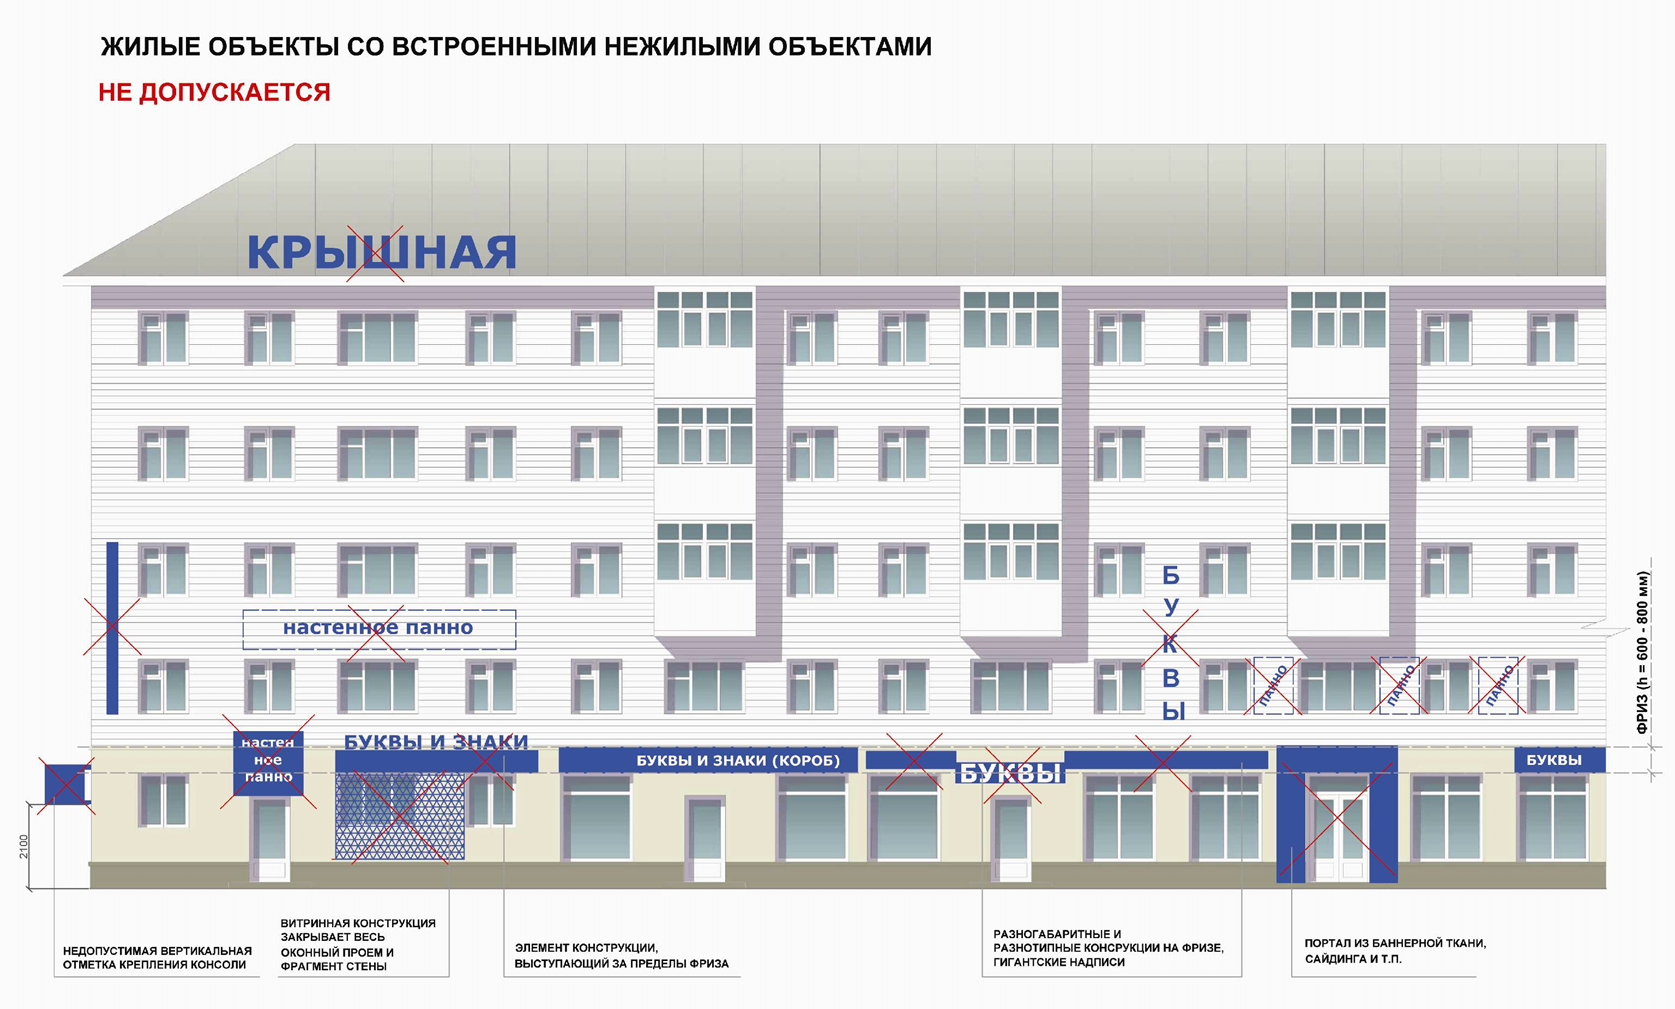 ЖИЛЫЕ ОБЪЕКТЫ СО ВСТРОЕННЫМИ НЕЖИЛЫМИ ОБЪЕКТАМИ
НЕ ДОПУСКАЕТСЯ
КРЫШНАЯ
настенное панно
Б
У
К
В
Ы
ПАННО
ПАННО
ПАННО
ФРИЗ (h = 600 - 800 мм)
настен
ное
панно
БУКВЫ И ЗНАКИ
БУКВЫ И ЗНАКИ (КОРОБ)
БУКВЫ
БУКВЫ
2100
НЕДОПУСТИМАЯ ВЕРТИКАЛЬНАЯ
ОТМЕТКА КРЕПЛЕНИЯ КОНСОЛИ
ВИТРИННАЯ КОНСТРУКЦИЯ
ЗАКРЫВАЕТ ВЕСЬ
ОКОННЫЙ ПРОЕМ И
ФРАГМЕНТ СТЕНЫ
ЭЛЕМЕНТ КОНСТРУКЦИИ,
ВЫСТУПАЮЩИЙ ЗА ПРЕДЕЛЫ ФРИЗА
РАЗНОГАБАРИТНЫЕ И
РАЗНОТИПНЫЕ КОНСРУКЦИИ НА ФРИЗЕ,
ГИГАНТСКИЕ НАДПИСИ
ПОРТАЛ ИЗ БАННЕРНОЙ ТКАНИ,
САЙДИНГА И Т.П.